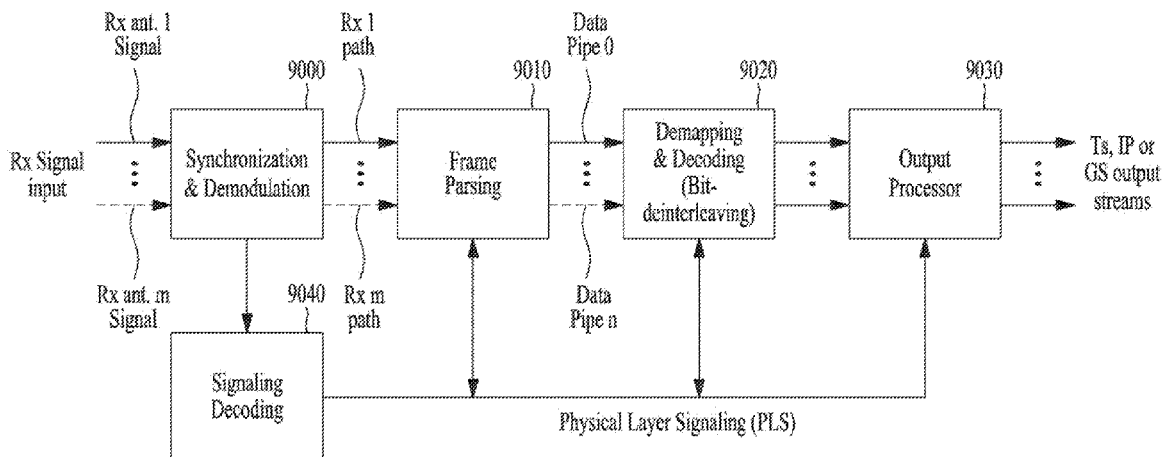 Rx ant. 1
Signal
Rx 1
path
Data
Pipe 0
9000
9010
9020
9030
Rx Signal
input
Synchronization
& Demodulation
Frame
Parsing
Demapping
& Decoding
(Bit-
deinterleaving)
Output
Processor
Ts, IP or
GS output
streams
Rx ant. m
Signal
9040
Rx m
path
Data
Pipe n
Signaling
Decoding
Physical Layer Signaling (PLS)